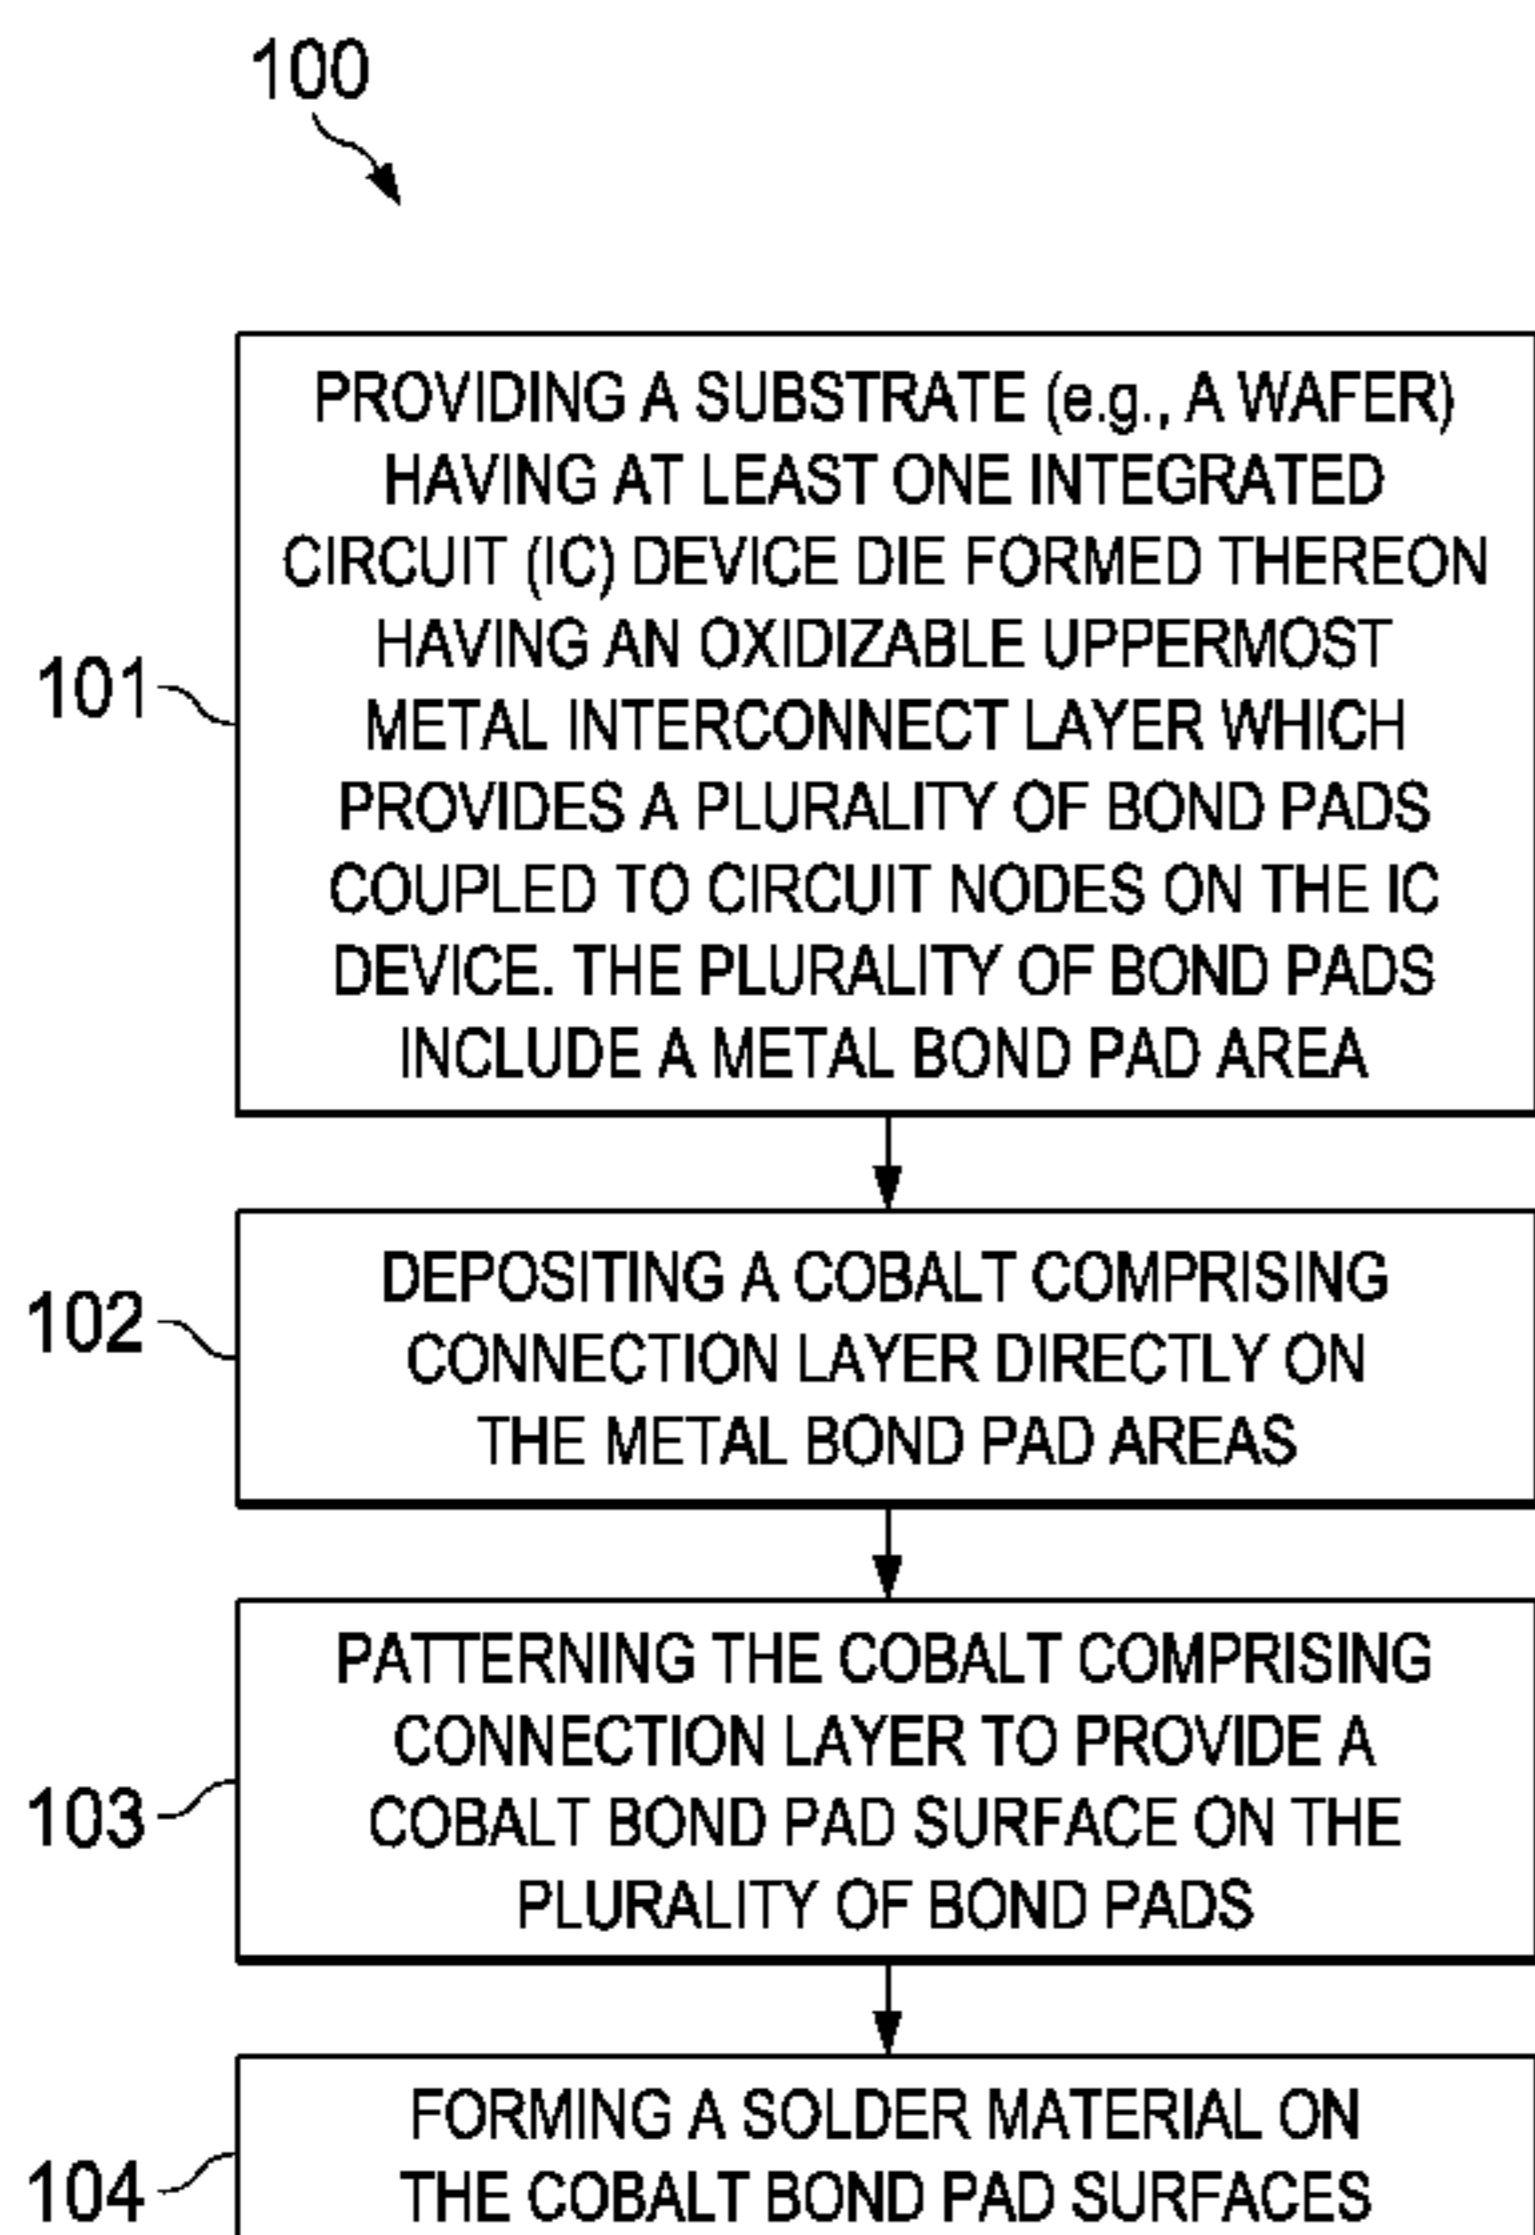 100
101
PROVIDING A SUBSTRATE (e.g., A WAFER)
HAVING AT LEAST ONE INTEGRATED
CIRCUIT (IC) DEVICE DIE FORMED THEREON
HAVING AN OXIDIZABLE UPPERMOST
METAL INTERCONNECT LAYER WHICH
PROVIDES A PLURALITY OF BOND PADS
COUPLED TO CIRCUIT NODES ON THE IC
DEVICE. THE PLURALITY OF BOND PADS
INCLUDE A METAL BOND PAD AREA
102
DEPOSITING A COBALT COMPRISING
CONNECTION LAYER DIRECTLY ON
THE METAL BOND PAD AREAS
103
PATTERNING THE COBALT COMPRISING
CONNECTION LAYER TO PROVIDE A
COBALT BOND PAD SURFACE ON THE
PLURALITY OF BOND PADS
104
FORMING A SOLDER MATERIAL ON
THE COBALT BOND PAD SURFACES